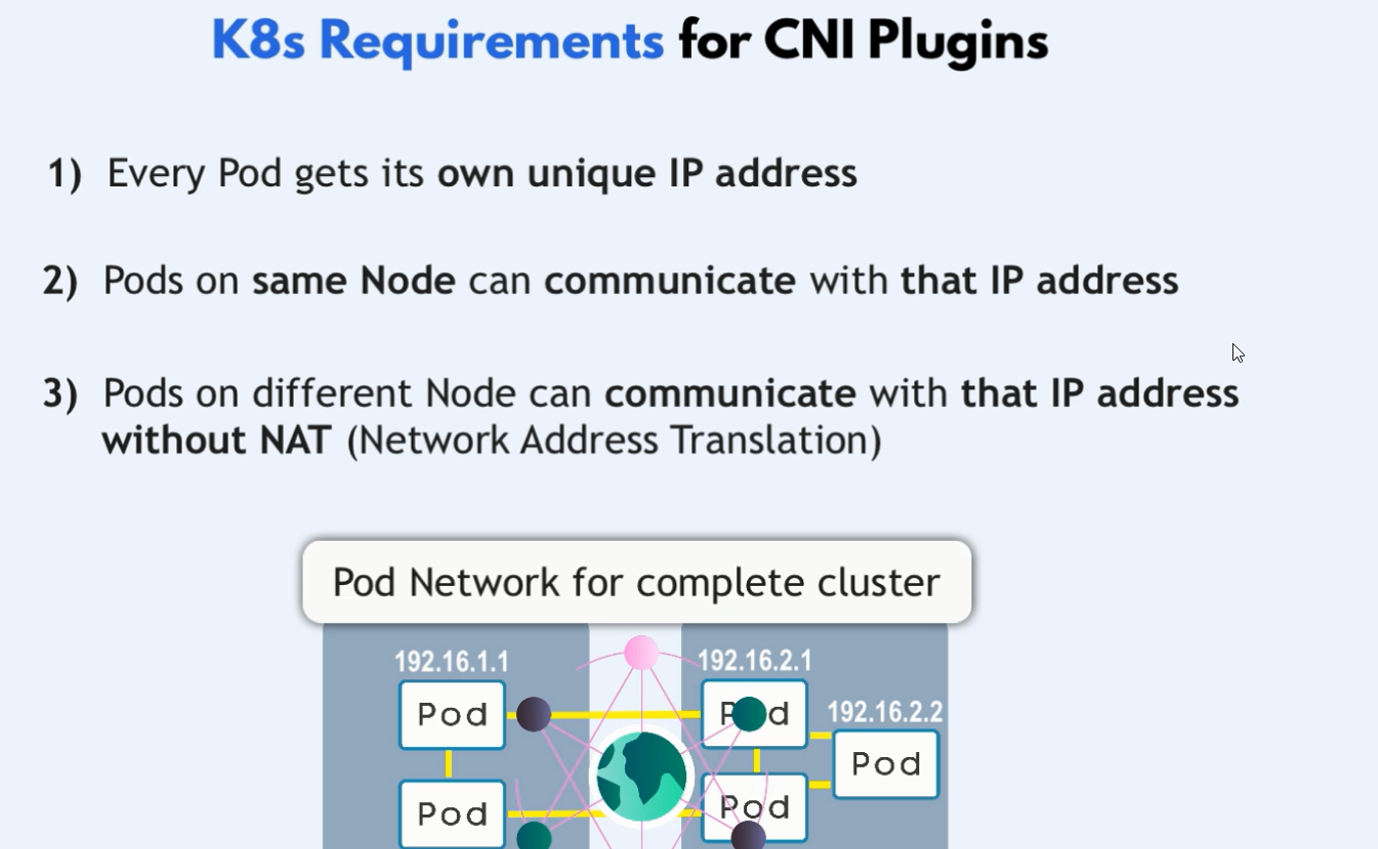 K8s Requirements for CNI Plugins
1) Every Pod gets its own unique IP address
2) Pods on same Node can communicate with that IP address
3) Pods on different Node can communicate with that IP address
without NAT (Network Address Translation)
Pod Network for complete cluster
192.16.1.1
192.16.2.1
Pod
Pod
192.16.2.2
Pod
Pod
Pod